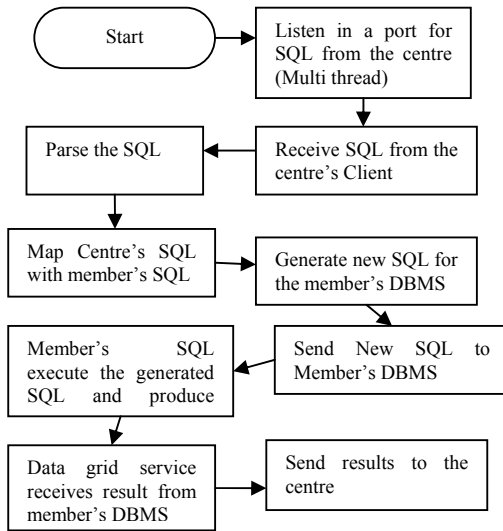 Start
Listen in a port for
SQL from the centre
(Multi thread)
Receive SQL from the
centre's Client
Parse the SQL
Map Centre's SQL
with member's SQL
Generate new SQL for
the member's DBMS
Send New SQL to
Member's DBMS
Member's SQL
execute the generated
SQL and produce
Data grid service
receives result from
member's DBMS
Send results to the
centre